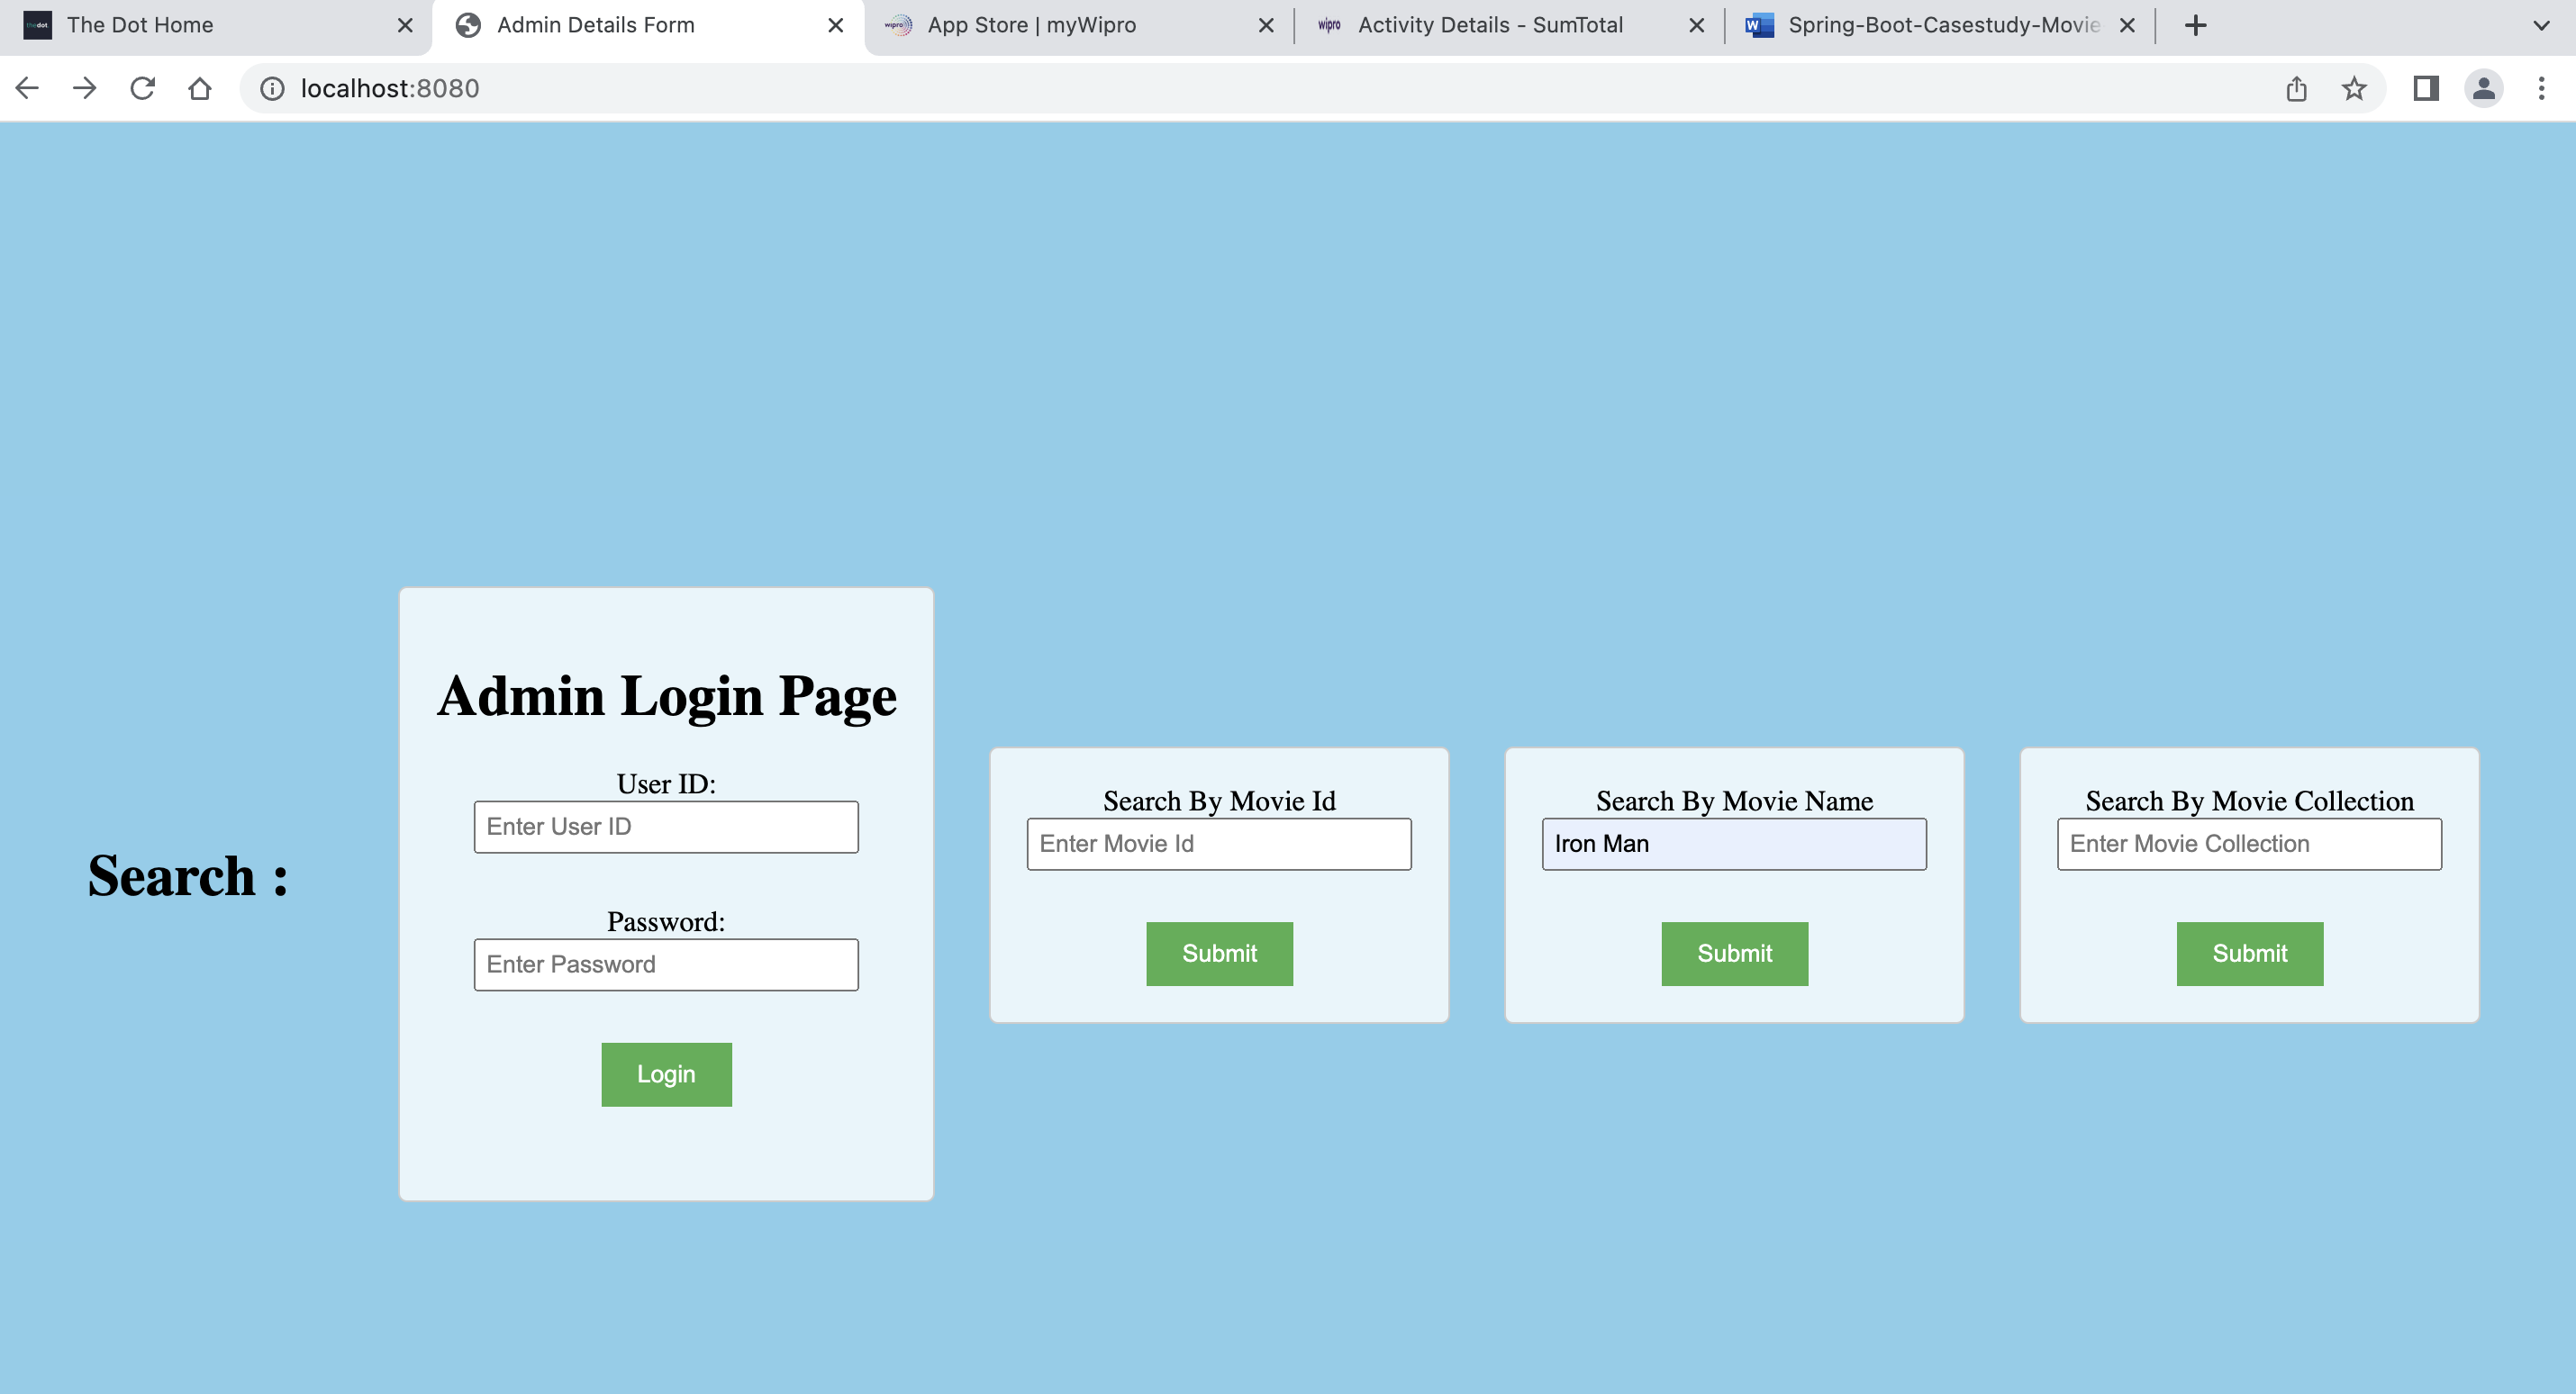 The Dot Home
Admin Details Form
wipro
App Store | myWipro
wipro
Activity Details - SumTotal
W
Spring-Boot-Casestudy-Movie
localhost:8080
Search :
Admin Login Page
User ID:
Enter User ID
Password:
Enter Password
Login
Search By Movie Id
Enter Movie Id
Submit
Search By Movie Name
Iron Man
Submit
Search By Movie Collection
Enter Movie Collection
Submit